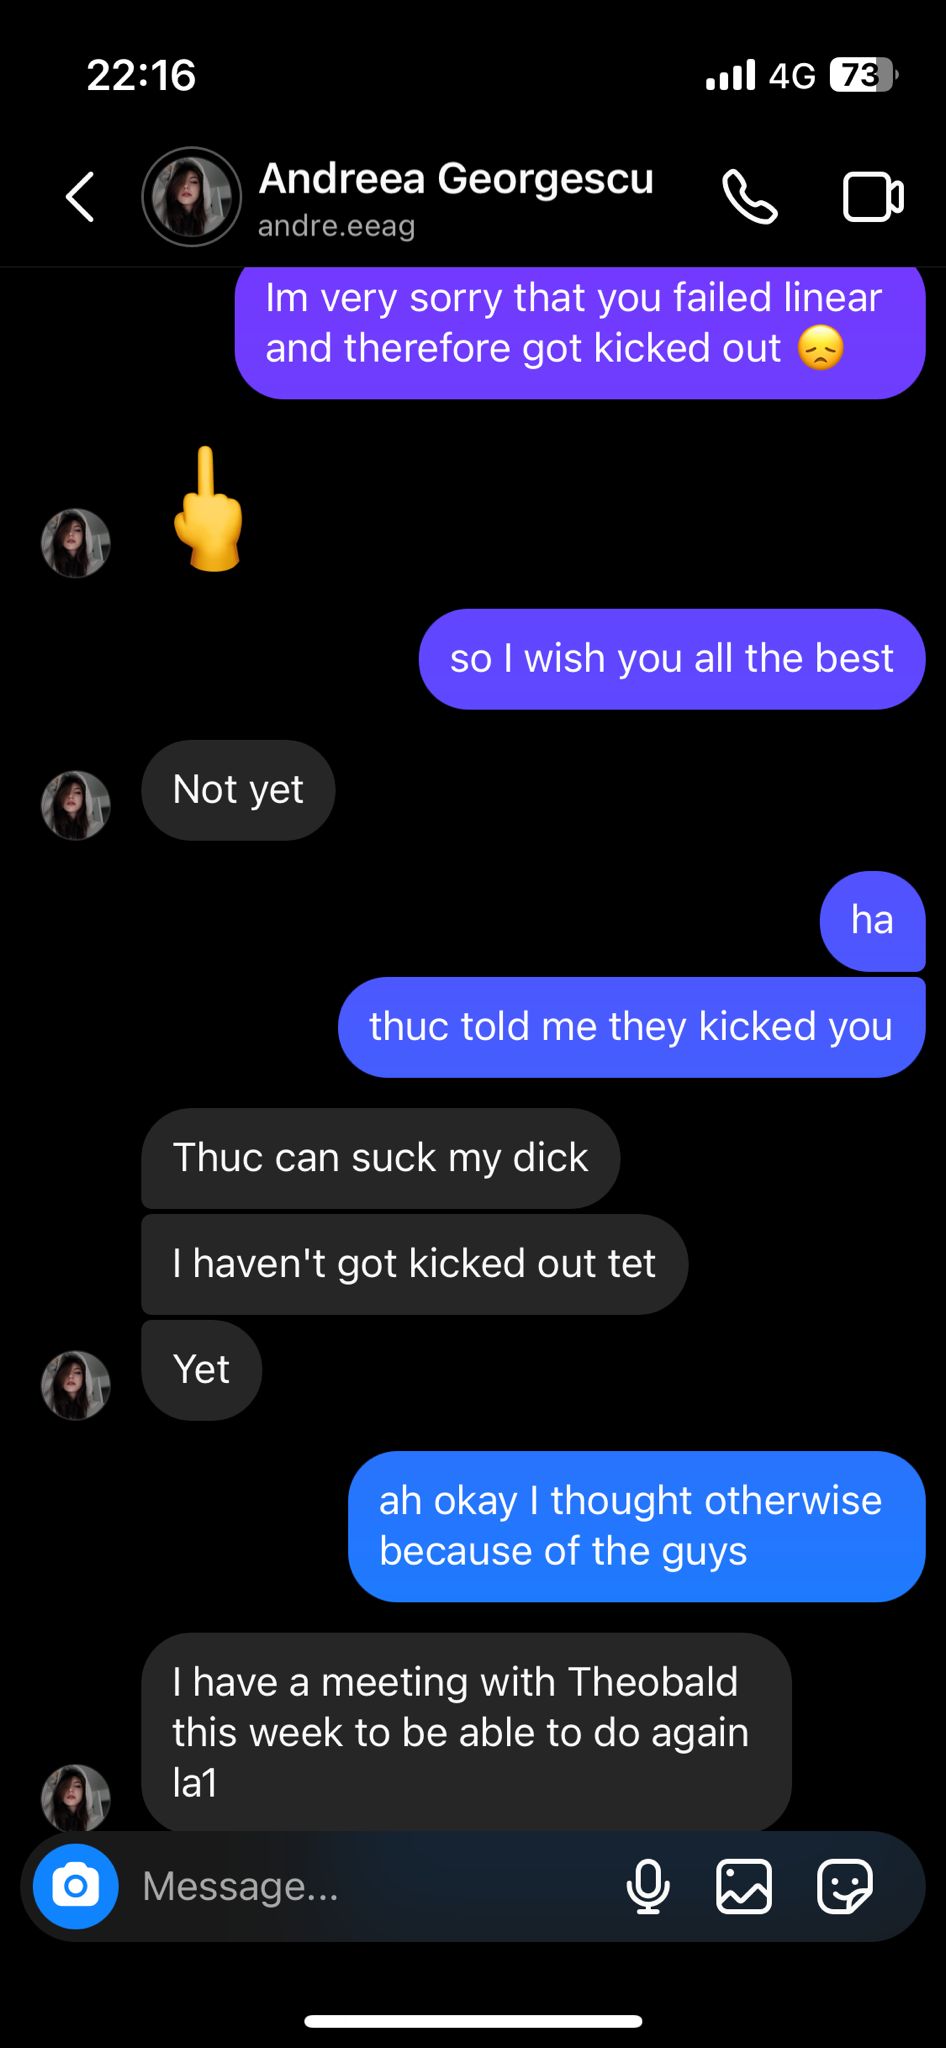 22:16
4G
73
Andreea Georgescu
andre.eeag
Im very sorry that you failed linear
and therefore got kicked out 😞
🖕
so I wish you all the best
Not yet
ha
thuc told me they kicked you
Thuc can suck my dick
I haven't got kicked out tet
Yet
ah okay I thought otherwise
because of the guys
I have a meeting with Theobald
this week to be able to do again
la1
Message...